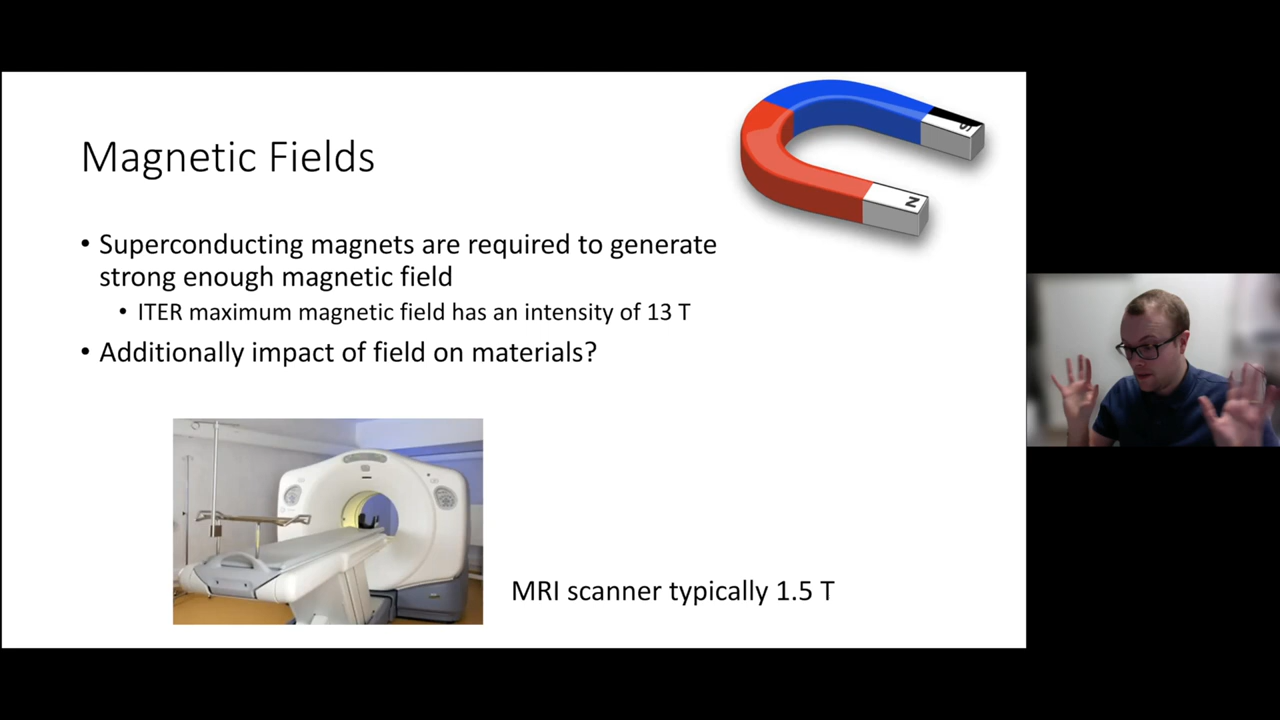 Magnetic Fields
• Superconducting magnets are required to generate
strong enough magnetic field
• ITER maximum magnetic field has an intensity of 13 T
• Additionally impact of field on materials?
MRI scanner typically 1.5 T
S
N